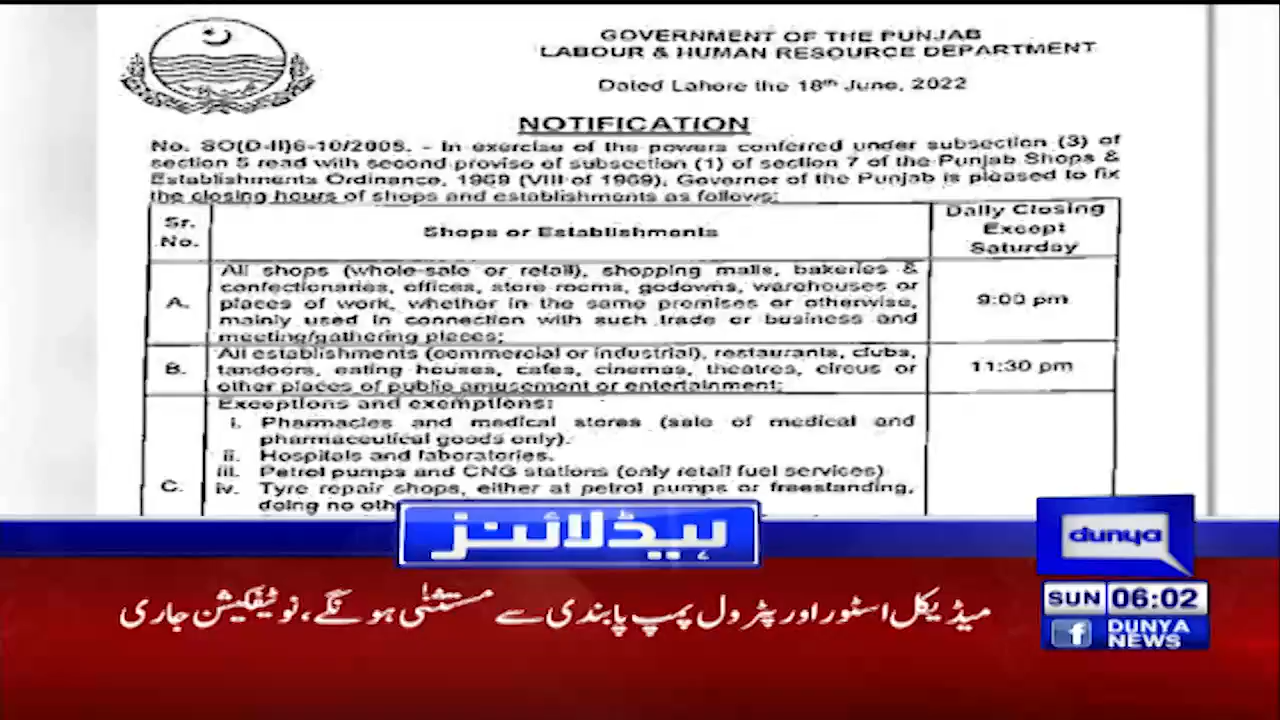 GOVERNMENT OF THE PUNJAB
LABOUR & HUMAN RESOURCE DEPARTMENT
Dated Lahore the 18th June, 2022
NOTIFICATION
No. SO(D-II)6-10/2005. - In exercise of the powers conferred under subsection (3) of
section 5 read with second proviso of subsection (1) of section 7 of the Punjab Shops &
Establishments Ordinance, 1969 (VIII of 1969), Governor of the Punjab is pleased to fix
the closing hours of shops and establishments as follows:
Sr. No.
Shops or Establishments
Daily Closing Except Saturday
A.
All shops (whole-sale or retail), shopping malls, bakeries &
confectionaries, offices, store rooms, godowns, warehouses or
places of work, whether in the same premises or otherwise,
mainly used in connection with such trade or business and
meeting/gathering places;
9:00 pm
B.
All establishments (commercial or industrial), restaurants, clubs,
tandoors, eating houses, cafes, cinemas, theatres, circus or
other places of public amusement or entertainment;
11:30 pm
C.
Exceptions and exemptions:
i. Pharmacies and medical stores (sale of medical and
pharmaceutical goods only).
ii. Hospitals and laboratories.
iii. Petrol pumps and CNG stations (only retail fuel services)
iv. Tyre repair shops, either at petrol pumps or freestanding,
doing no oth
ہیڈلائنز
dunya
میڈیکل اسٹور اور پٹرول پمپ پابندی سے مستثنٰی ہونگے، نوٹیفکیشن جاری
SUN 06:02
f DUNYA NEWS